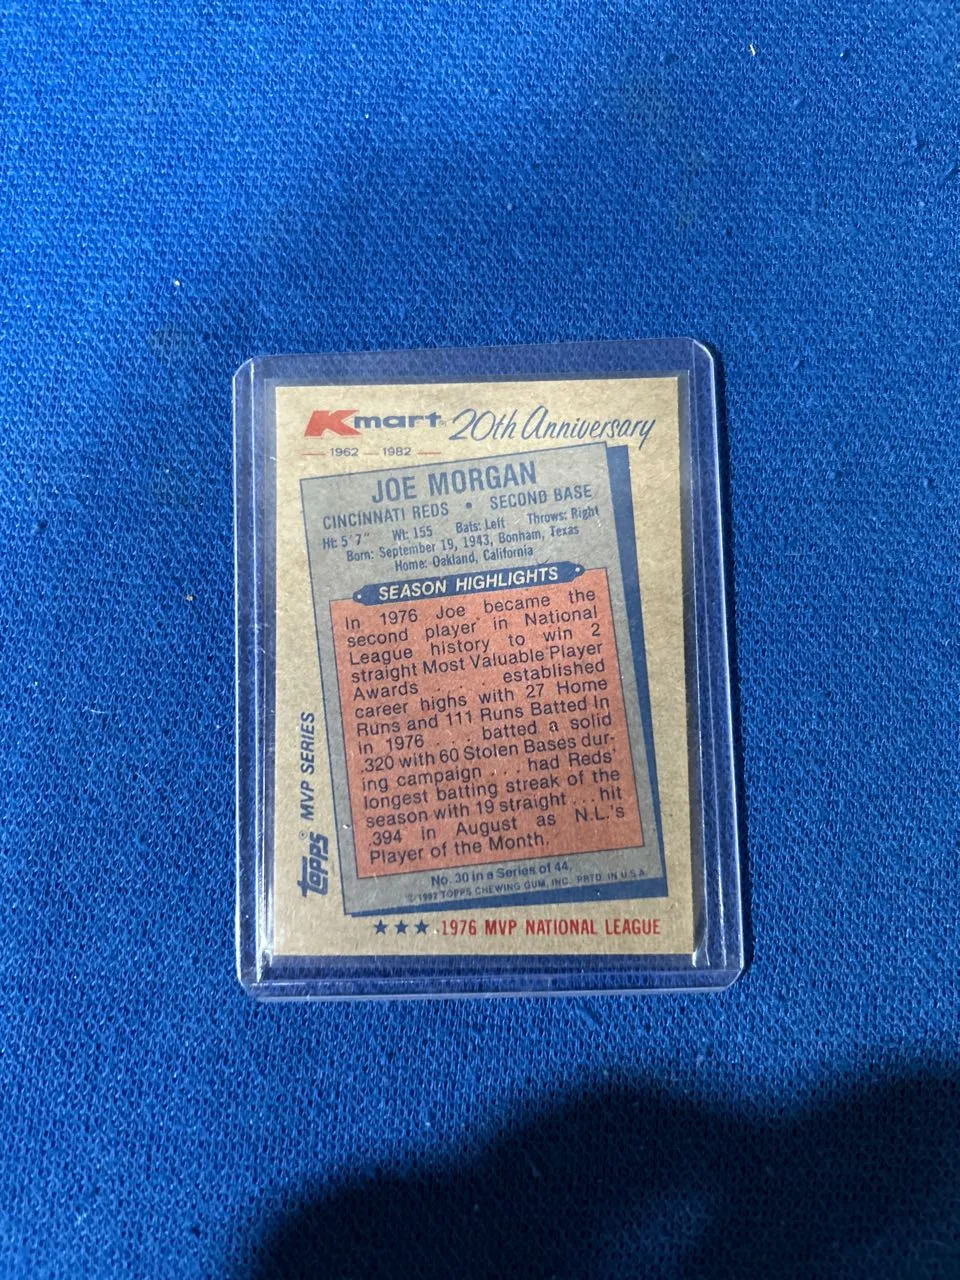 Kmart® 20th Anniversary
1962 — 1982
JOE MORGAN
CINCINNATI REDS • SECOND BASE
Ht: 5'7" Wt: 155 Bats: Left Throws: Right
Born: September 19, 1943, Bonham, Texas
Home: Oakland, California
SEASON HIGHLIGHTS
In 1976 Joe became the
second player in National
League history to win 2
straight Most Valuable Player
Awards . . . . established
career highs with 27 Home
Runs and 111 Runs Batted In
in 1976 . . . batted a solid
.320 with 60 Stolen Bases dur-
ing campaign . . . had Reds'
longest batting streak of the
season with 19 straight . . . hit
.394 in August as N.L.'s
Player of the Month.
No. 30 in a Series of 44.
© 1982 TOPPS CHEWING GUM, INC. PRTD. IN U.S.A.
★★★ 1976 MVP NATIONAL LEAGUE
Topps® MVP SERIES